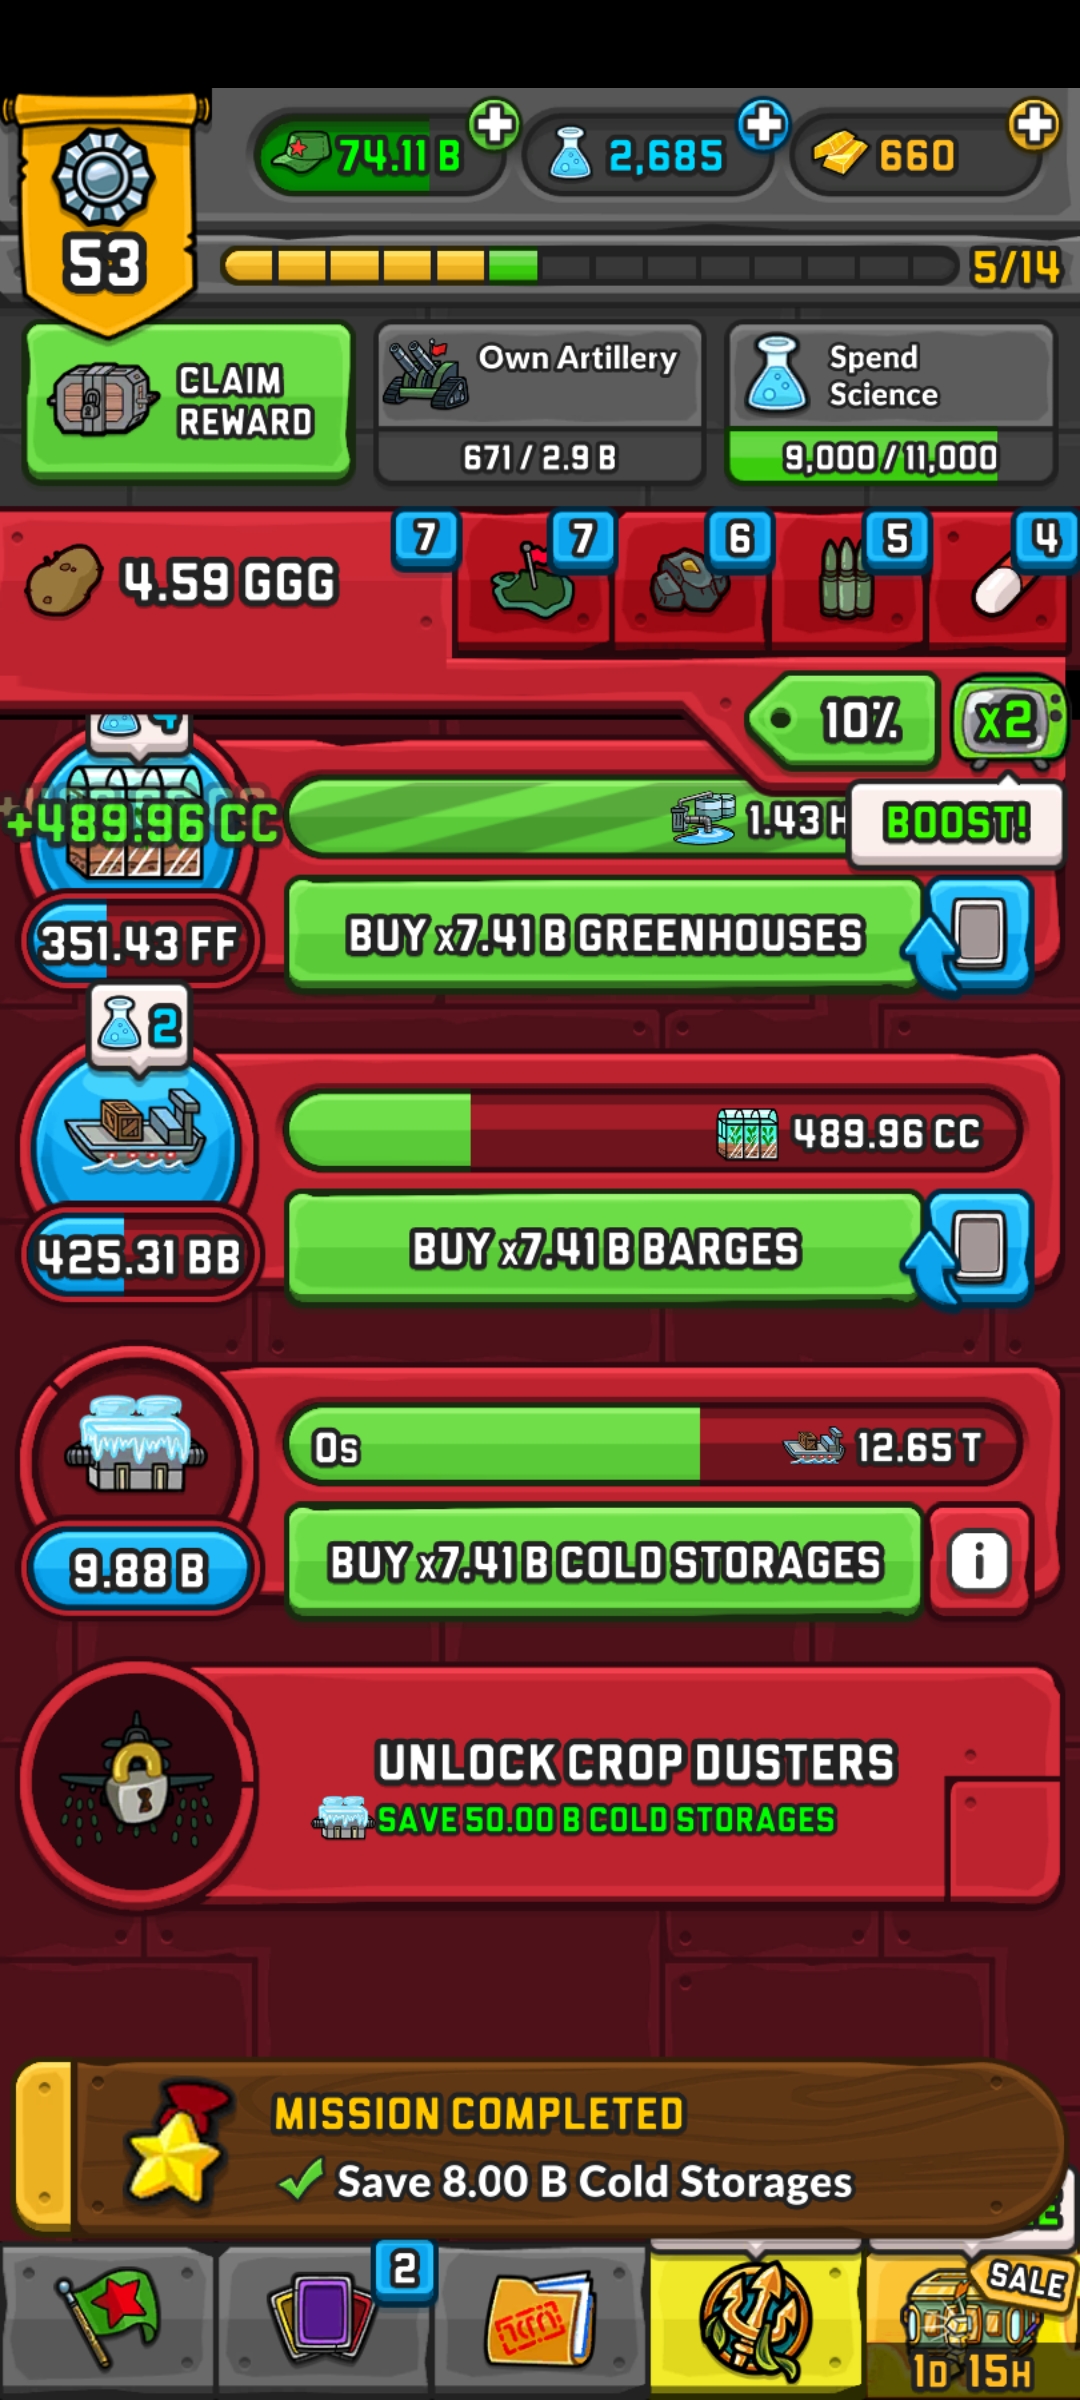 74.11 B
2,685
660
53
5/14
CLAIM
REWARD
Own Artillery
671 / 2.9 B
Spend
Science
9,000 / 11,000
4.59 GGG
7
7
6
5
4
10%
x2
BOOST!
+489.96 CC
1.43 H
351.43 FF
BUY x7.41 B GREENHOUSES
2
489.96 CC
425.31 BB
BUY x7.41 B BARGES
0s
12.65 T
9.88 B
BUY x7.41 B COLD STORAGES
i
UNLOCK CROP DUSTERS
SAVE 50.00 B COLD STORAGES
MISSION COMPLETED
Save 8.00 B Cold Storages
2
SALE
1D 15H